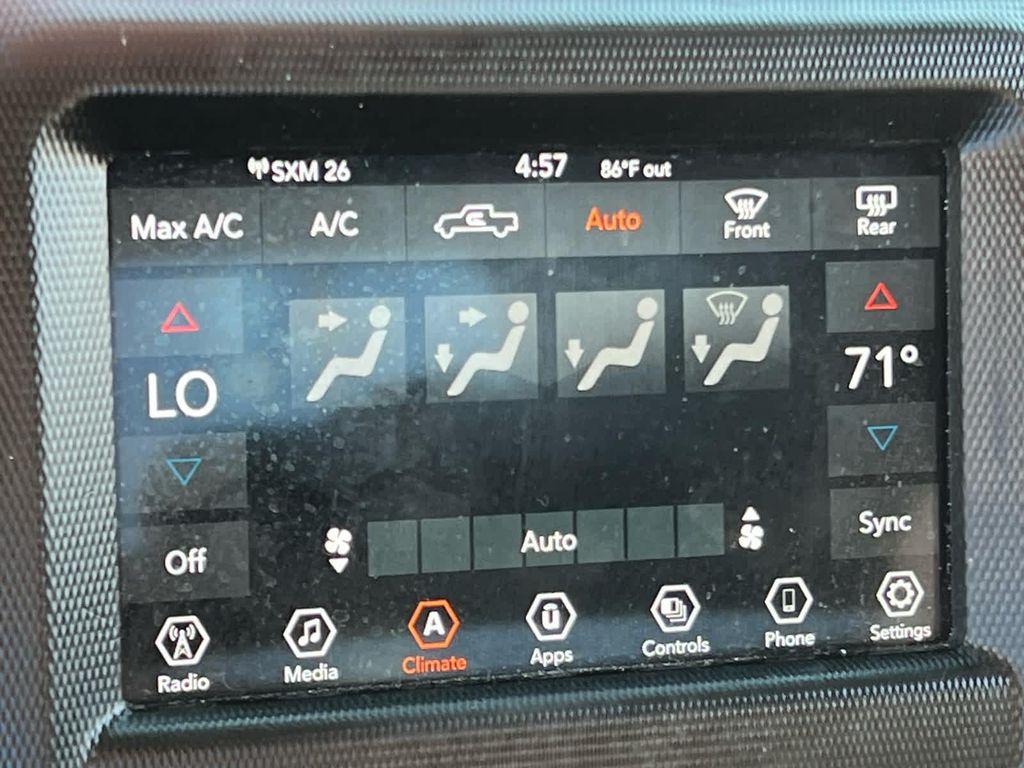 SXM 26 4:57 86°F out
Max A/C A/C Auto Front Rear
LO 71°
Off Auto Sync
A ū
Radio Media Climate Apps Controls Phone Settings